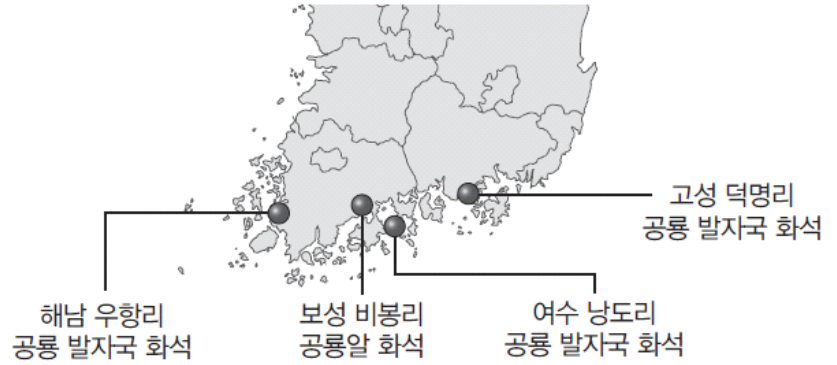 고성 덕명리
공룡 발자국 화석
해남 우항리
공룡 발자국 화석
보성 비봉리
공룡알 화석
여수 낭도리
공룡 발자국 화석